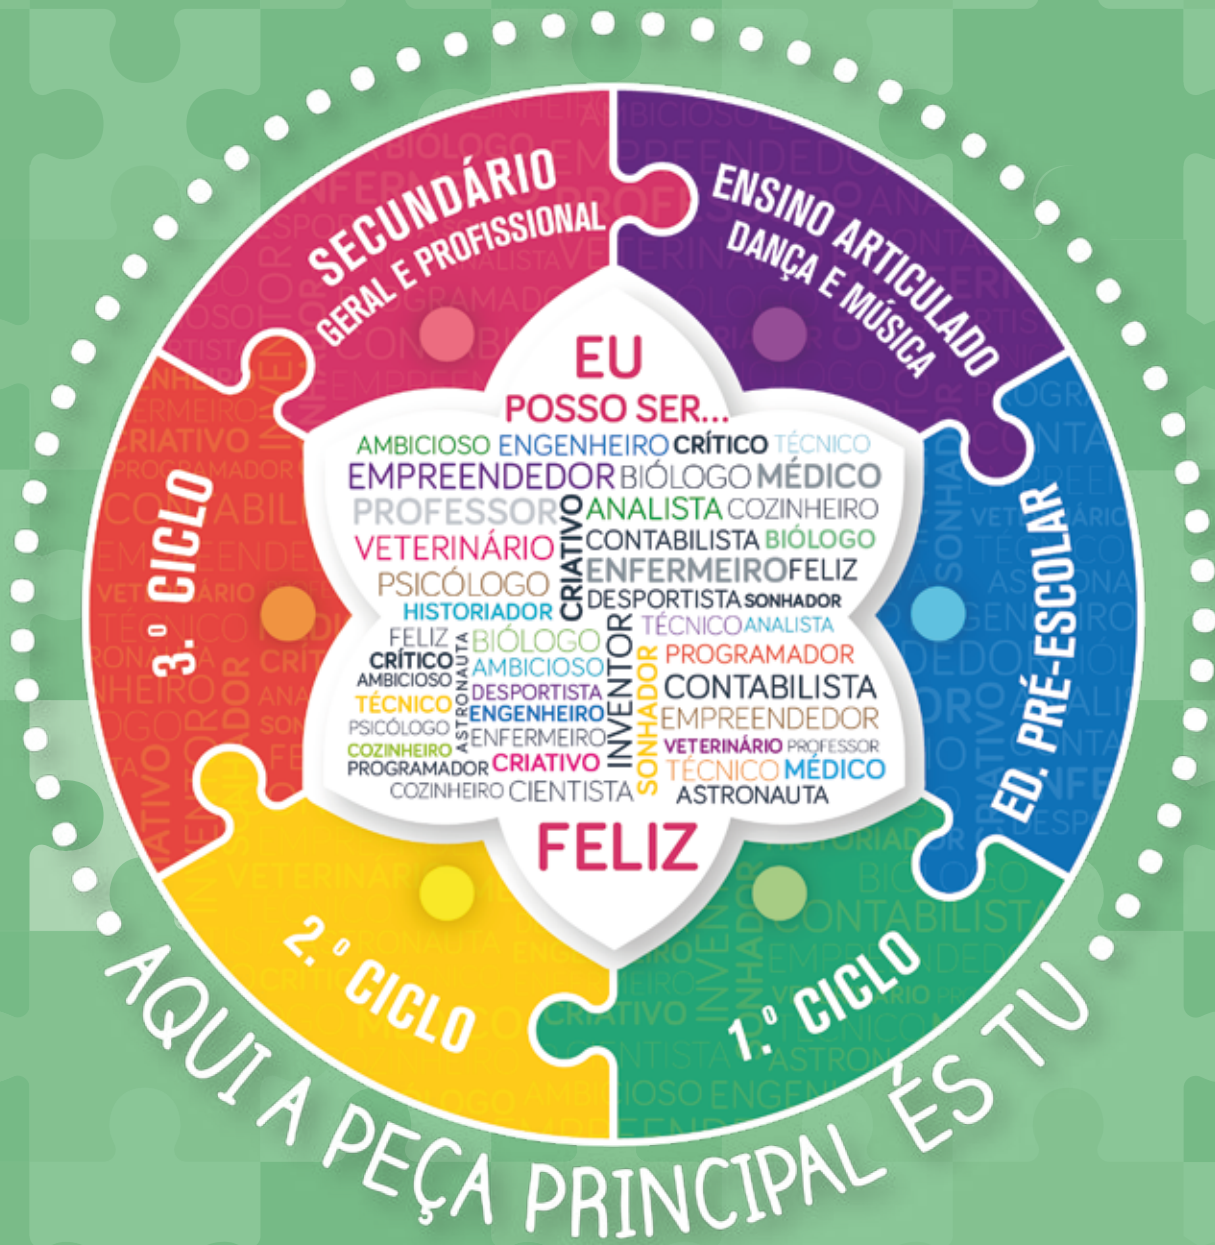 SECUNDÁRIO
GERAL E PROFISSIONAL
ENSINO ARTICULADO
DANÇA E MÚSICA
ED. PRÉ-ESCOLAR
1.º CICLO
2.º CICLO
3.º CICLO
EU
POSSO SER...
AMBICIOSO ENGENHEIRO CRÍTICO TÉCNICO
EMPREENDEDOR BIÓLOGO MÉDICO
PROFESSOR
CRIATIVO
ANALISTA COZINHEIRO
VETERINÁRIO
CONTABILISTA BIÓLOGO
PSICÓLOGO
ENFERMEIRO FELIZ
HISTORIADOR
DESPORTISTA SONHADOR
FELIZ
ASTRONAUTA
BIÓLOGO
INVENTOR
TÉCNICO ANALISTA
CRÍTICO
AMBICIOSO
SONHADOR
PROGRAMADOR
AMBICIOSO
DESPORTISTA
CONTABILISTA
TÉCNICO
ENGENHEIRO
EMPREENDEDOR
PSICÓLOGO
ENFERMEIRO
VETERINÁRIO PROFESSOR
COZINHEIRO
PROGRAMADOR CRIATIVO
TÉCNICO MÉDICO
COZINHEIRO CIENTISTA
ASTRONAUTA
FELIZ
AQUI A PEÇA PRINCIPAL ÉS TU